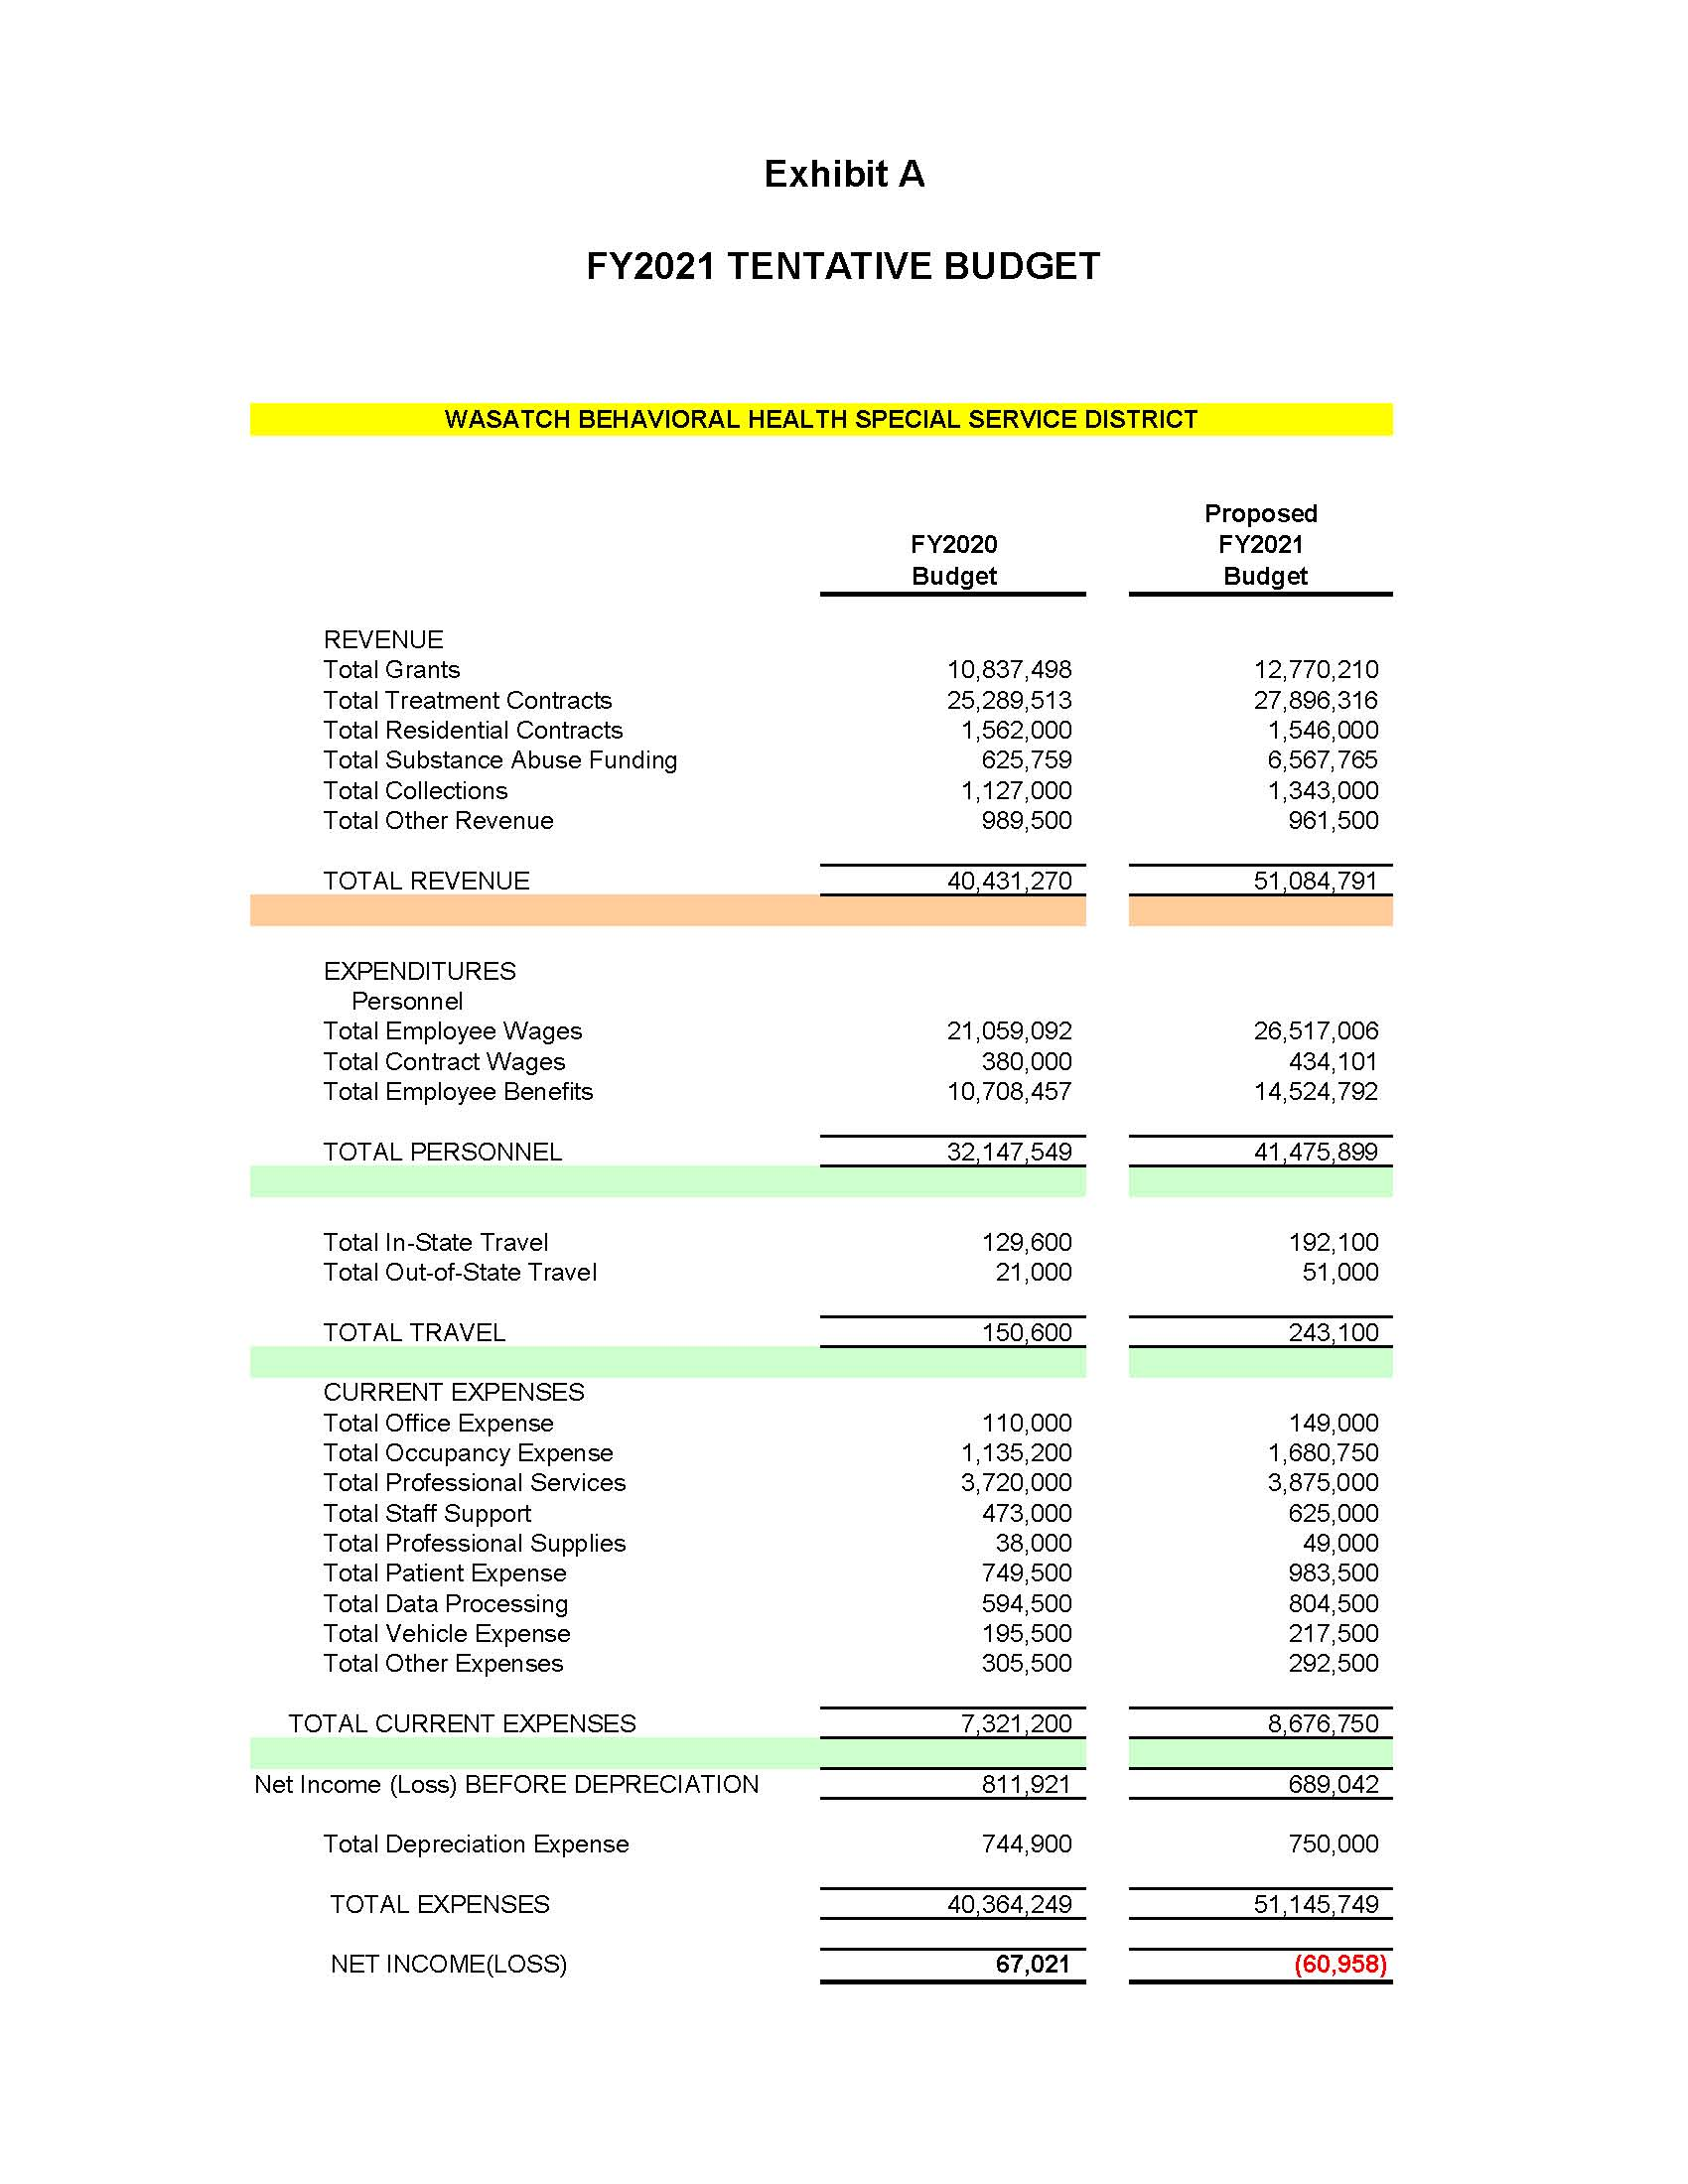 Exhibit A
FY2021 TENTATIVE BUDGET
WASATCH BEHAVIORAL HEALTH SPECIAL SERVICE DISTRICT
Proposed
FY2020 FY2021
Budget Budget
REVENUE
Total Grants 10,837,498 12,770,210
Total Treatment Contracts 25,289,513 27,896,316
Total Residential Contracts 1,562,000 1,546,000
Total Substance Abuse Funding 625,759 6,567,765
Total Collections 1,127,000 1,343,000
Total Other Revenue 989,500 961,500
TOTAL REVENUE 40,431,270 51,084,791
EXPENDITURES
Personnel
Total Employee Wages 21,059,092 26,517,006
Total Contract Wages 380,000 434,101
Total Employee Benefits 10,708,457 14,524,792
TOTAL PERSONNEL 32,147,549 41,475,899
Total In-State Travel 129,600 192,100
Total Out-of-State Travel 21,000 51,000
TOTAL TRAVEL 150,600 243,100
CURRENT EXPENSES
Total Office Expense 110,000 149,000
Total Occupancy Expense 1,135,200 1,680,750
Total Professional Services 3,720,000 3,875,000
Total Staff Support 473,000 625,000
Total Professional Supplies 38,000 49,000
Total Patient Expense 749,500 983,500
Total Data Processing 594,500 804,500
Total Vehicle Expense 195,500 217,500
Total Other Expenses 305,500 292,500
TOTAL CURRENT EXPENSES 7,321,200 8,676,750
Net Income (Loss) BEFORE DEPRECIATION 811,921 689,042
Total Depreciation Expense 744,900 750,000
TOTAL EXPENSES 40,364,249 51,145,749
NET INCOME(LOSS) 67,021 (60,958)